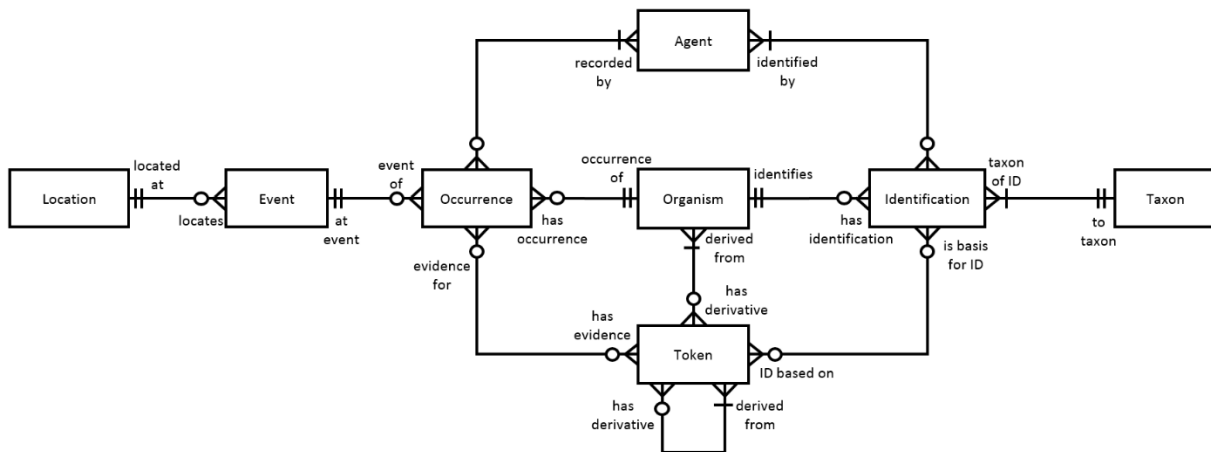 Agent
recorded
by
identified
by
located
at
event
of
occurrence
of
identifies
taxon
of ID
Location
Event
Occurrence
Organism
Identification
Taxon
locates
at
event
has
occurrence
derived
from
has
identification
is basis
for ID
to
taxon
evidence
for
has
derivative
has
evidence
Token
ID based on
has
derivative
derived
from